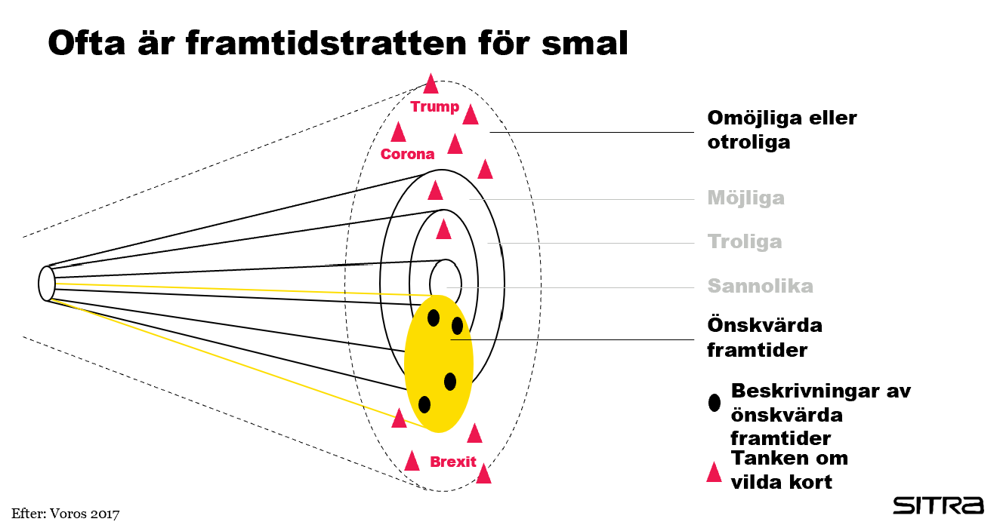 Ofta är framtidstratten för smal
Trump
Corona
Brexit
Omöjliga eller
otroliga
Möjliga
Troliga
Sannolika
Önskvärda
framtider
Beskrivningar av
önskvärda
framtider
Tanken om
vilda kort
Efter: Voros 2017
SITRA